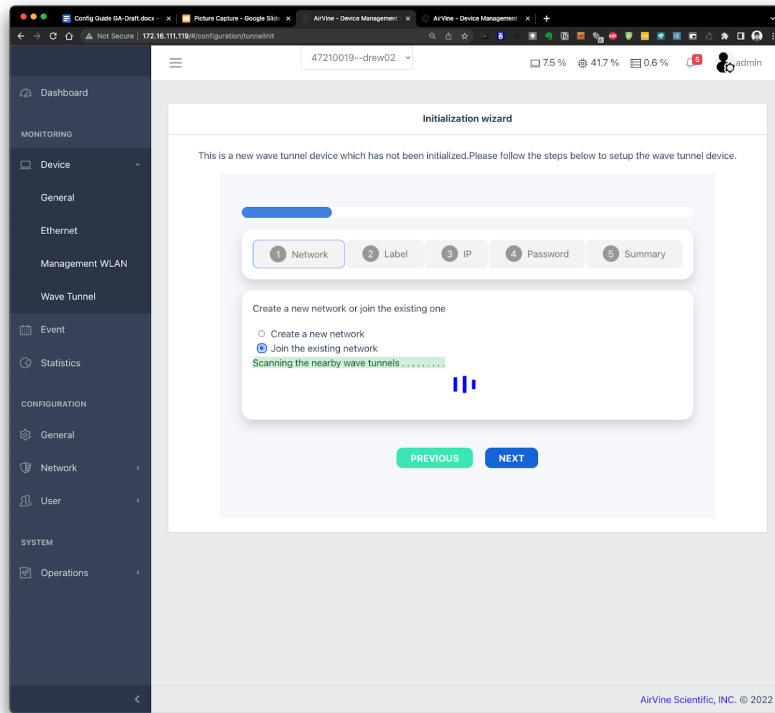 Config Guide GA-Draft.docx -
Picture Capture - Google Slide
AirVine - Device Management
AirVine - Device Management
Not Secure | 172.16.111.119/#/configuration/tunnelinit
47210019--drew02
7.5 %
41.7 %
0.6 %
5
admin
Dashboard
MONITORING
Device
General
Ethernet
Management WLAN
Wave Tunnel
Event
Statistics
CONFIGURATION
General
Network
User
SYSTEM
Operations
Initialization wizard
This is a new wave tunnel device which has not been initialized.Please follow the steps below to setup the wave tunnel device.
1 Network
2 Label
3 IP
4 Password
5 Summary
Create a new network or join the existing one
Create a new network
Join the existing network
Scanning the nearby wave tunnels . . . . . . . . .
PREVIOUS
NEXT
AirVine Scientific, INC. © 2022